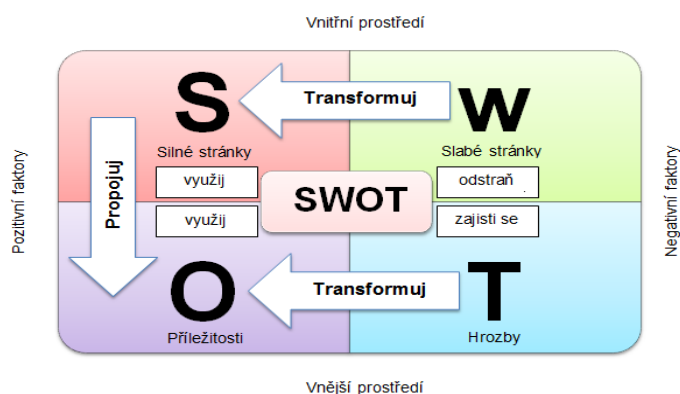 Vnitřní prostředí
S
Transformuj
W
Silné stránky
Slabé stránky
Pozitivní faktory
Propojuj
využij
SWOT
odstraň .
využij
zajisti se
Negativní faktory
O
Transformuj
T
Příležitosti
Hrozby
Vnější prostředí